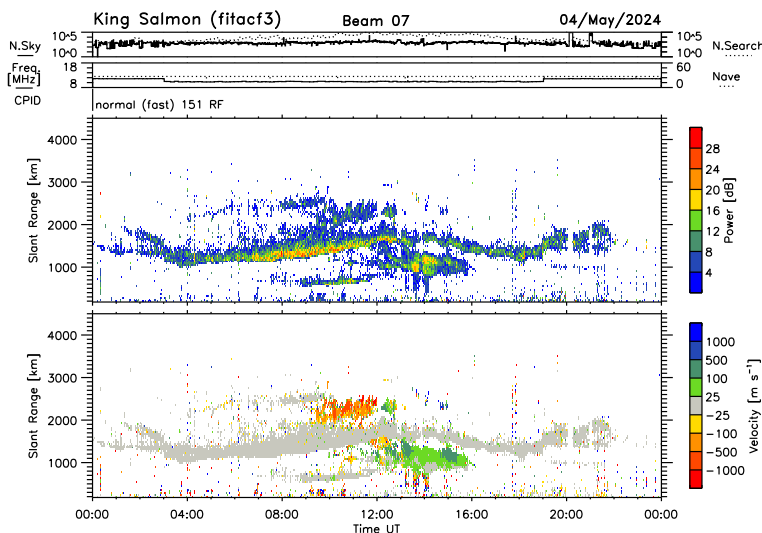 King Salmon (fitacf3) Beam 07 04/May/2024
N.Sky 10+5 10+0 10+5 10+0 N.Search
Freq. [MHz] 18 8 60 0 Nave
CPID normal (fast) 151 RF
Slant Range [km] 4000 3000 2000 1000
Power [dB] 28 24 20 16 12 8 4
Slant Range [km] 4000 3000 2000 1000
Velocity [m s⁻¹] 1000 500 100 25 −25 −100 −500 −1000
00:00 04:00 08:00 12:00 16:00 20:00 00:00
Time UT